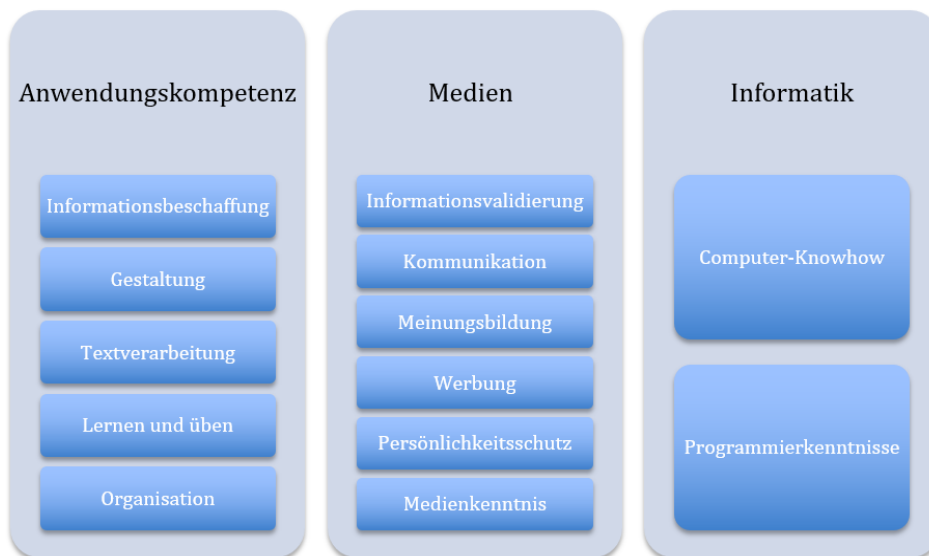 Anwendungskompetenz
Informationsbeschaffung
Gestaltung
Textverarbeitung
Lernen und üben
Organisation
Medien
Informationsvalidierung
Kommunikation
Meinungsbildung
Werbung
Persönlichkeitsschutz
Medienkenntnis
Informatik
Computer-Knowhow
Programmierkenntnisse